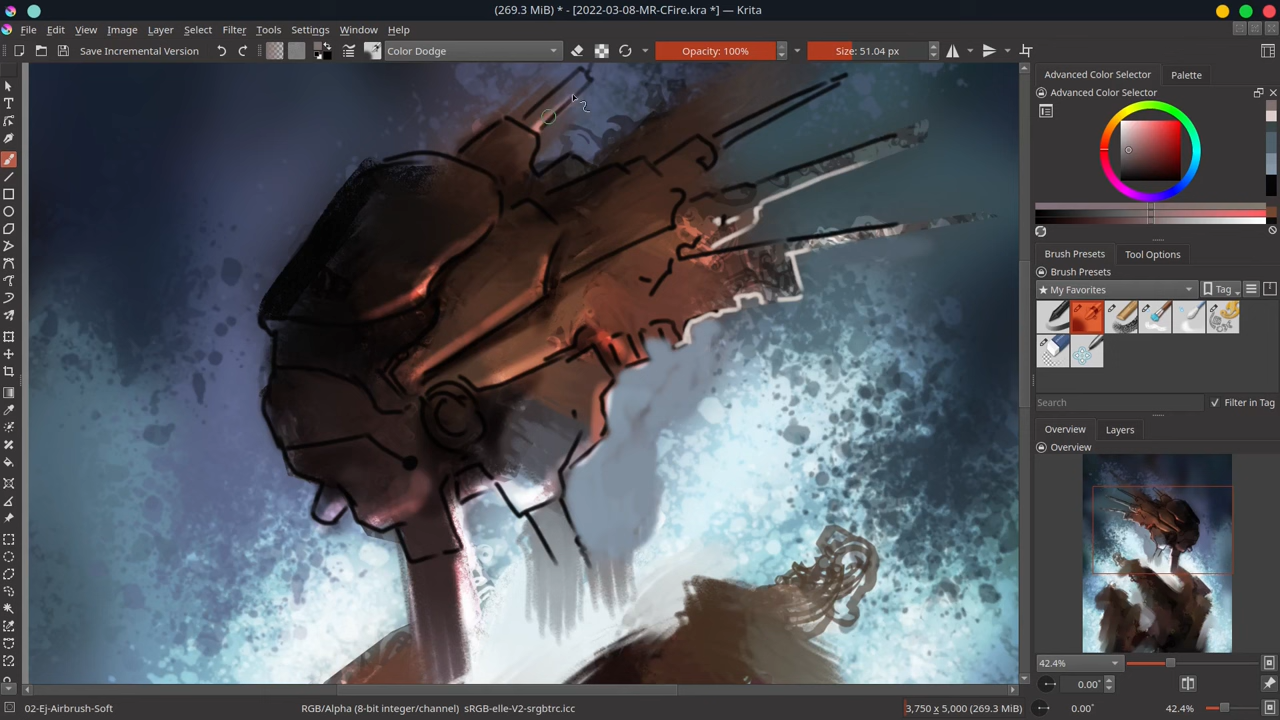 (269.3 MiB) * - [2022-03-08-MR-CFire.kra *] — Krita
File Edit View Image Layer Select Filter Tools Settings Window Help
Save Incremental Version
Color Dodge
Opacity: 100%
Size: 51.04 px
Advanced Color Selector
Palette
Advanced Color Selector
Brush Presets
Tool Options
Brush Presets
★ My Favorites
Tag
Search
Filter in Tag
Overview
Layers
Overview
42.4%
0.00°
02-Ej-Airbrush-Soft
RGB/Alpha (8-bit integer/channel) sRGB-elle-V2-srgbtrc.icc
3,750 x 5,000 (269.3 MiB)
0.00°
42.4%